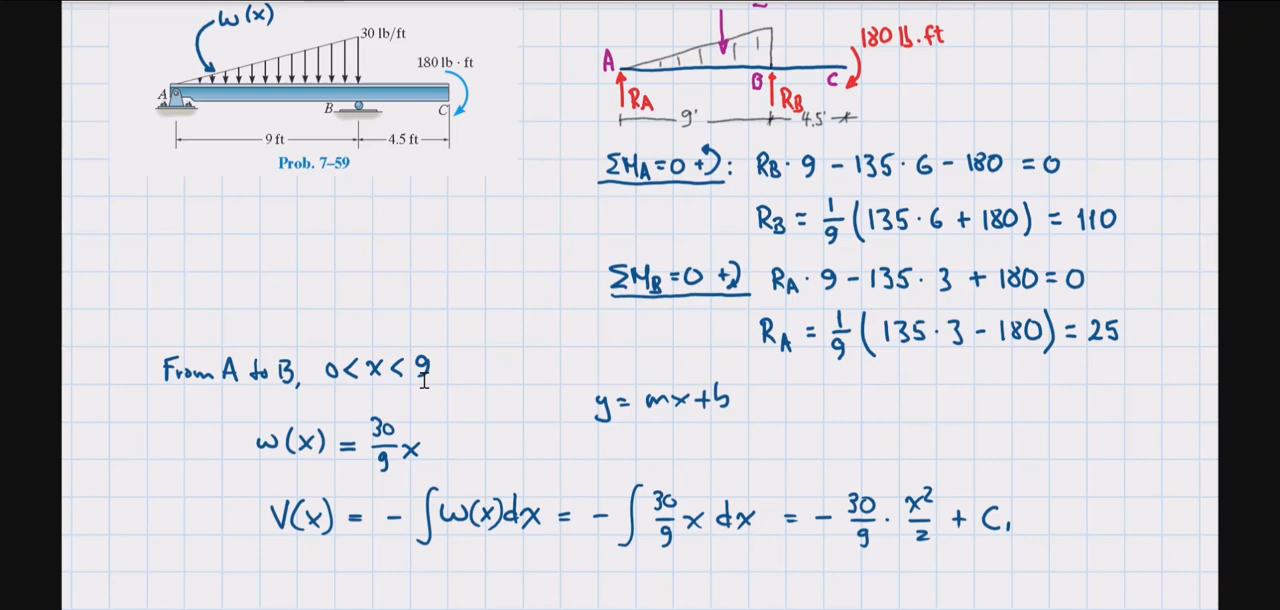 w(x)
30 lb/ft
180 lb · ft
A
B
C
9 ft
4.5 ft
Prob. 7–59
180 lb.ft
A
B
C
RA
RB
9'
4.5'
ΣMA=0 +↺ : RB · 9 - 135 · 6 - 180 = 0
RB = 1/9 (135 · 6 + 180) = 110
ΣMB=0 +↻ RA · 9 - 135 · 3 + 180 = 0
RA = 1/9 (135 · 3 - 180) = 25
From A to B, 0 < x < 9
y = mx + b
w(x) = 30/9 x
V(x) = - ∫ w(x)dx = - ∫ 30/9 x dx = - 30/9 · x²/2 + C₁